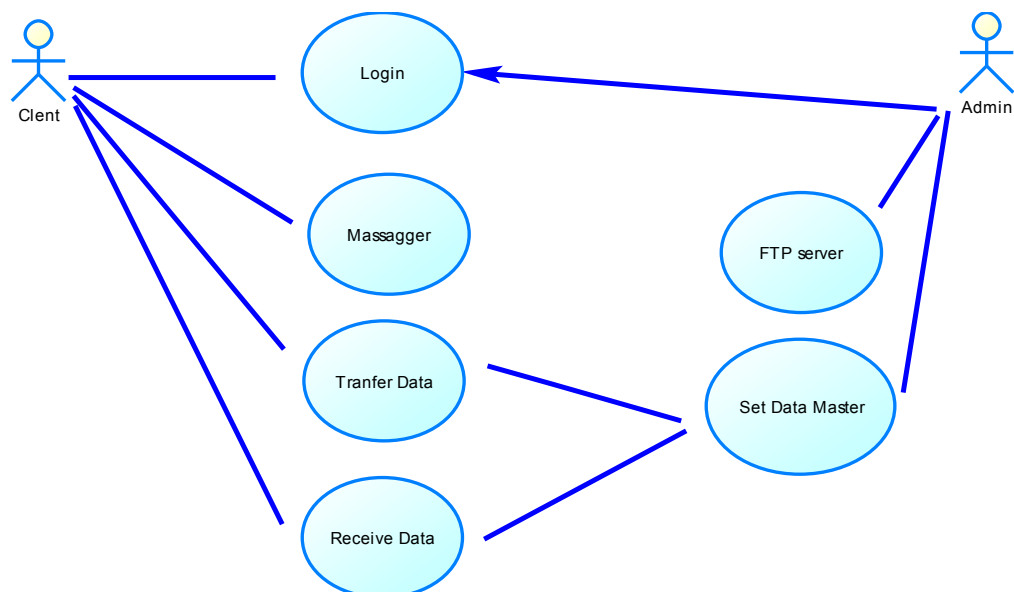 Login
Clent
Admin
Massagger
FTP server
Tranfer Data
Set Data Master
Receive Data